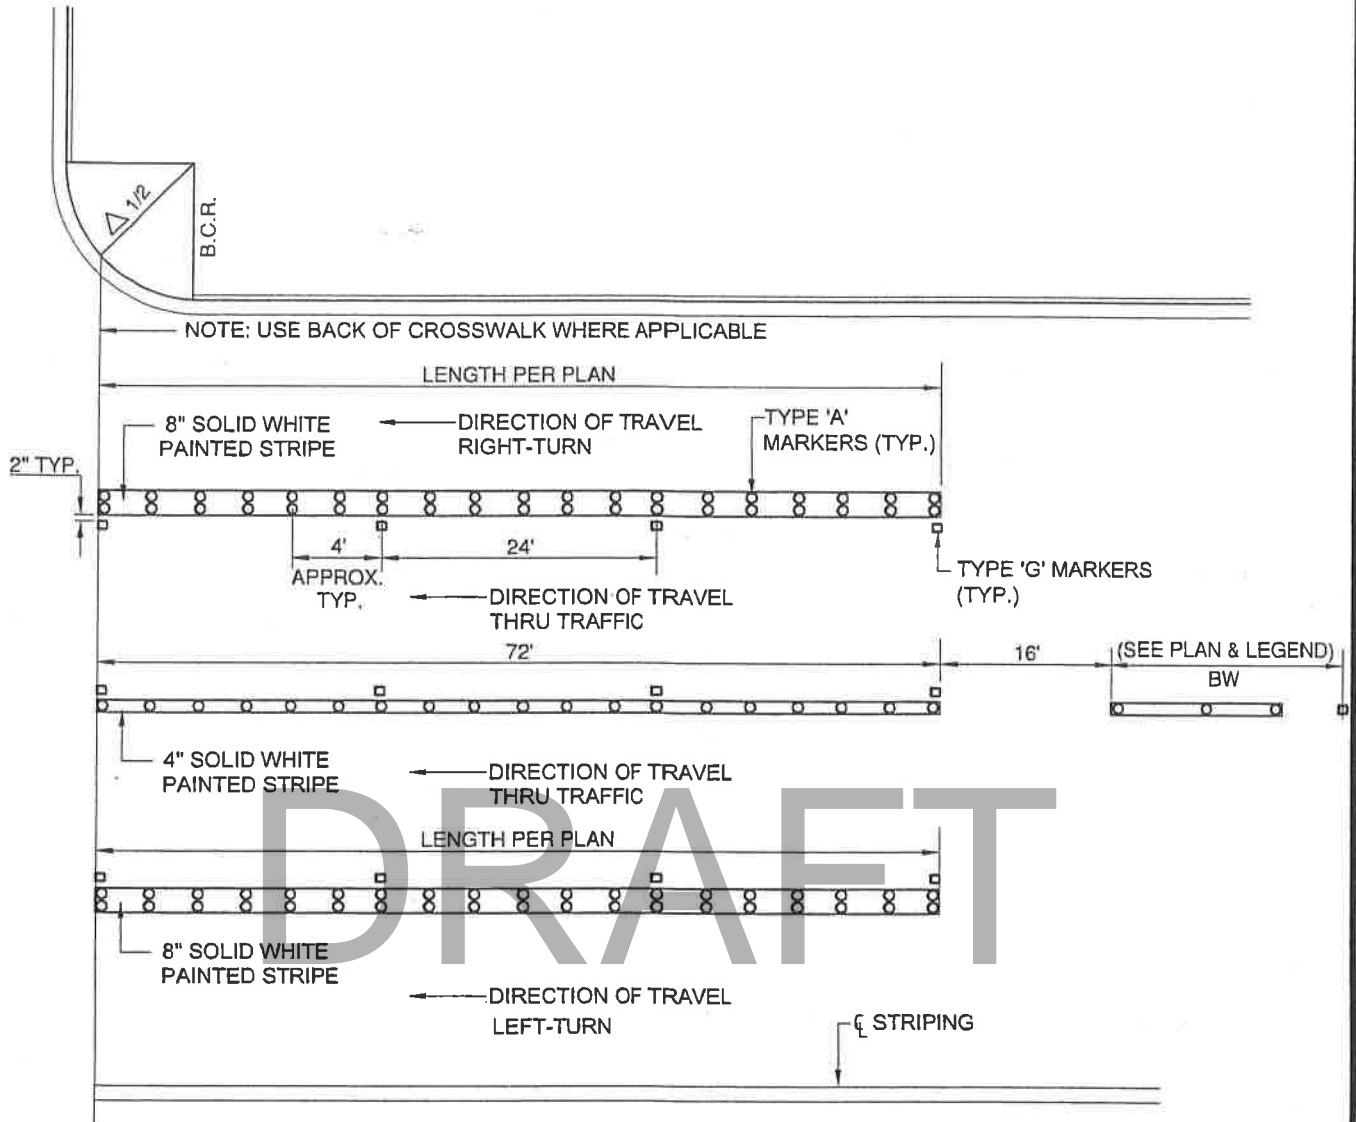 △ 1/2
B.C.R.
NOTE: USE BACK OF CROSSWALK WHERE APPLICABLE
LENGTH PER PLAN
8" SOLID WHITE
PAINTED STRIPE
DIRECTION OF TRAVEL
RIGHT-TURN
TYPE 'A'
MARKERS (TYP.)
2" TYP.
4'
APPROX.
TYP.
24'
TYPE 'G' MARKERS
(TYP.)
DIRECTION OF TRAVEL
THRU TRAFFIC
72'
16'
(SEE PLAN & LEGEND)
BW
4" SOLID WHITE
PAINTED STRIPE
DIRECTION OF TRAVEL
THRU TRAFFIC
DRAFT
LENGTH PER PLAN
8" SOLID WHITE
PAINTED STRIPE
DIRECTION OF TRAVEL
LEFT-TURN
℄ STRIPING